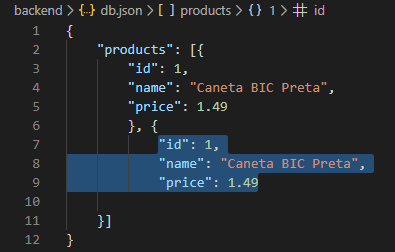 backend > {..} db.json > [ ] products > {} 1 > id
1 {
2 "products": [{
3 "id": 1,
4 "name": "Caneta BIC Preta",
5 "price": 1.49
6 }, {
7 "id": 1,
8 "name": "Caneta BIC Preta",
9 "price": 1.49
10
11 }]
12 }